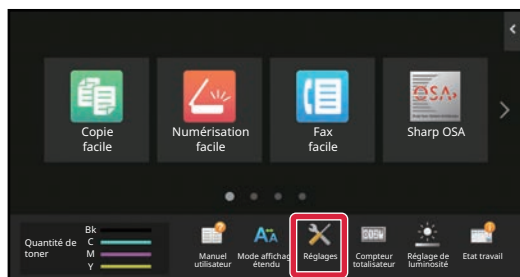 Copie
facile
Numérisation
facile
Fax
facile
OSA
Sharp OSA
Quantité de
toner
Bk
C
M
Y
Manuel
utilisateur
Mode affichag
étendu
Réglages
Compteur
totalisateur
Réglage de
luminosité
Etat travail